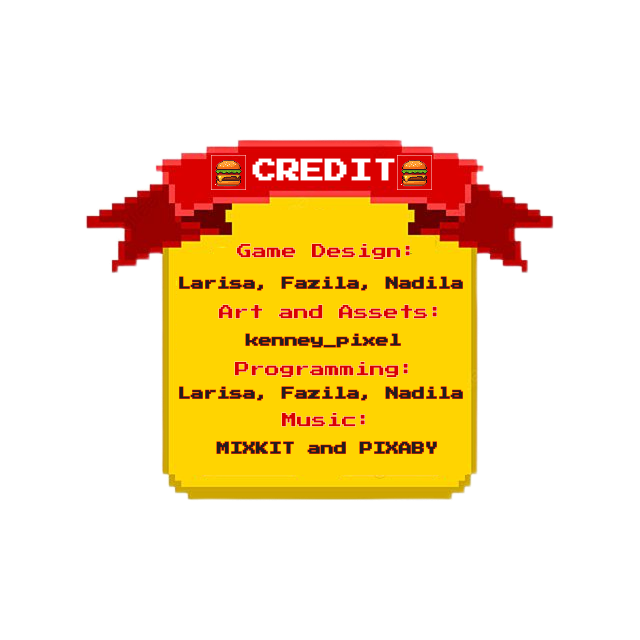 CREDIT
Game Design:
Larisa, Fazila, Nadila
Art and Assets:
kenney_pixel
Programming:
Larisa, Fazila, Nadila
Music:
MIXKIT and PIXABY